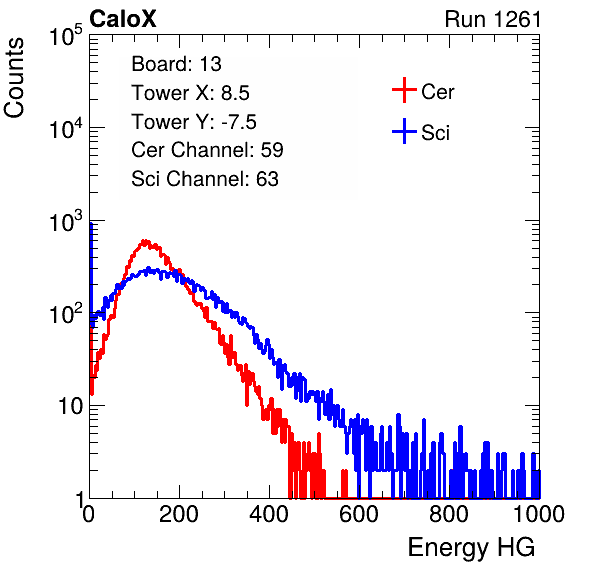 CaloX Run 1261
Counts
10^5
10^4
10^3
10^2
10
1
Board: 13
Tower X: 8.5
Tower Y: -7.5
Cer Channel: 59
Sci Channel: 63
Cer
Sci
0 200 400 600 800 1000
Energy HG